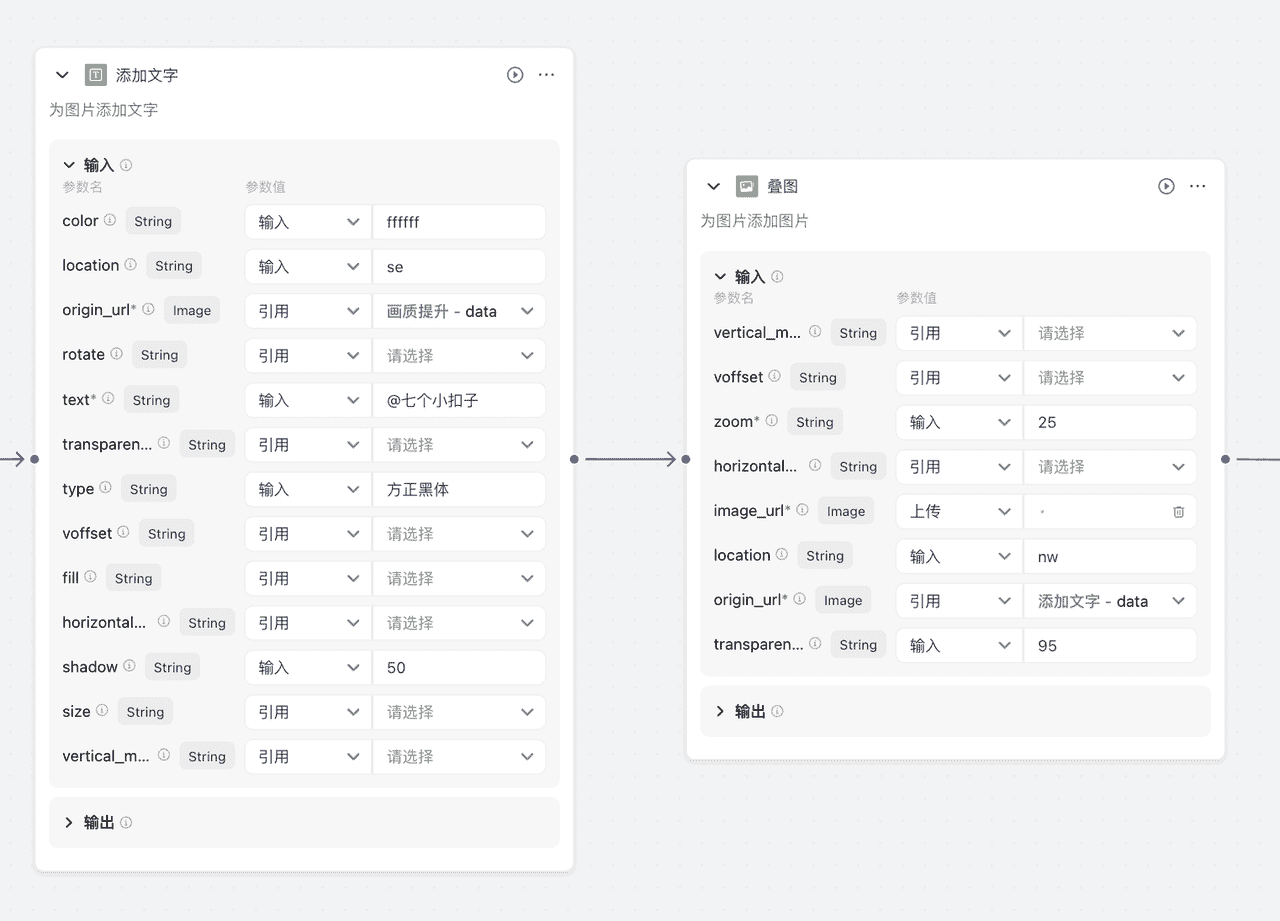 添加文字
为图片添加文字
输入
参数名 参数值
color String 输入 ffffff
location String 输入 se
origin_url* Image 引用 画质提升 - data
rotate String 引用 请选择
text* String 输入 @七个小扣子
transparen... String 引用 请选择
type String 输入 方正黑体
voffset String 引用 请选择
fill String 引用 请选择
horizontal... String 引用 请选择
shadow String 输入 50
size String 引用 请选择
vertical_m... String 引用 请选择
输出
叠图
为图片添加图片
输入
参数名 参数值
vertical_m... String 引用 请选择
voffset String 引用 请选择
zoom* String 输入 25
horizontal... String 引用 请选择
image_url* Image 上传
location String 输入 nw
origin_url* Image 引用 添加文字 - data
transparen... String 输入 95
输出